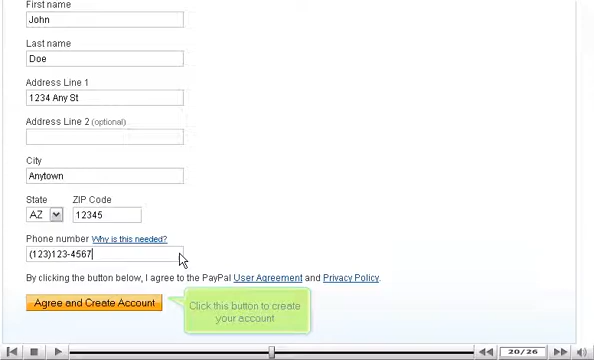 First name
John
Last name
Doe
Address Line 1
1234 Any St
Address Line 2 (optional)
City
Anytown
State ZIP Code
AZ 12345
Phone number Why is this needed?
(123)123-4567
By clicking the button below, I agree to the PayPal User Agreement and Privacy Policy.
Agree and Create Account
Click this button to create
your account
20/26